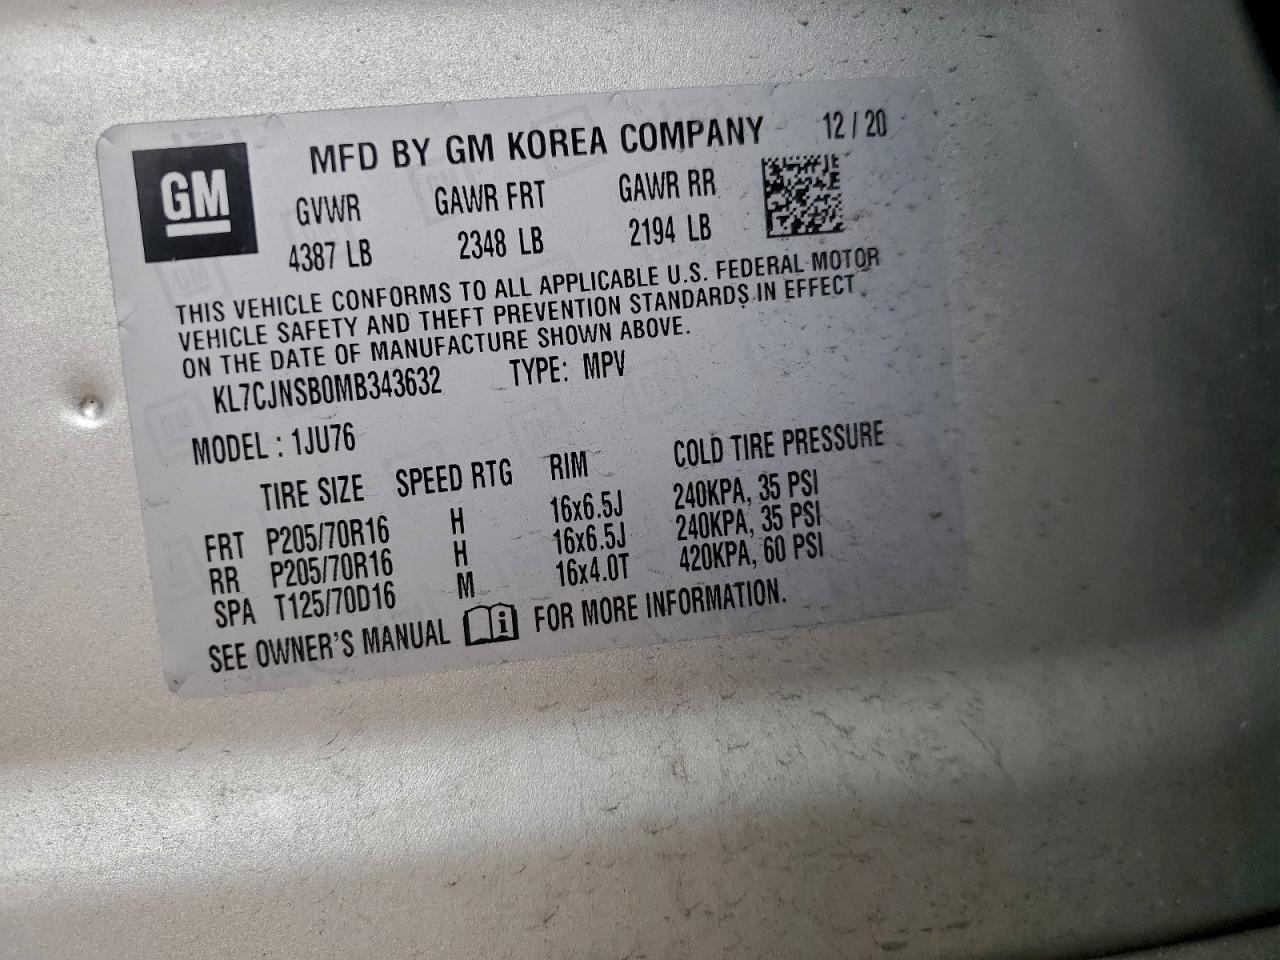 GM
MFD BY GM KOREA COMPANY 12 / 20
GVWR GAWR FRT GAWR RR
4387 LB 2348 LB 2194 LB
THIS VEHICLE CONFORMS TO ALL APPLICABLE U.S. FEDERAL MOTOR
VEHICLE SAFETY AND THEFT PREVENTION STANDARDS IN EFFECT
ON THE DATE OF MANUFACTURE SHOWN ABOVE.
KL7CJNSB0MB343632 TYPE: MPV
MODEL : 1JU76
TIRE SIZE SPEED RTG RIM COLD TIRE PRESSURE
FRT P205/70R16 H 16x6.5J 240KPA, 35 PSI
RR P205/70R16 H 16x6.5J 240KPA, 35 PSI
SPA T125/70D16 M 16x4.0T 420KPA, 60 PSI
SEE OWNER'S MANUAL i FOR MORE INFORMATION.